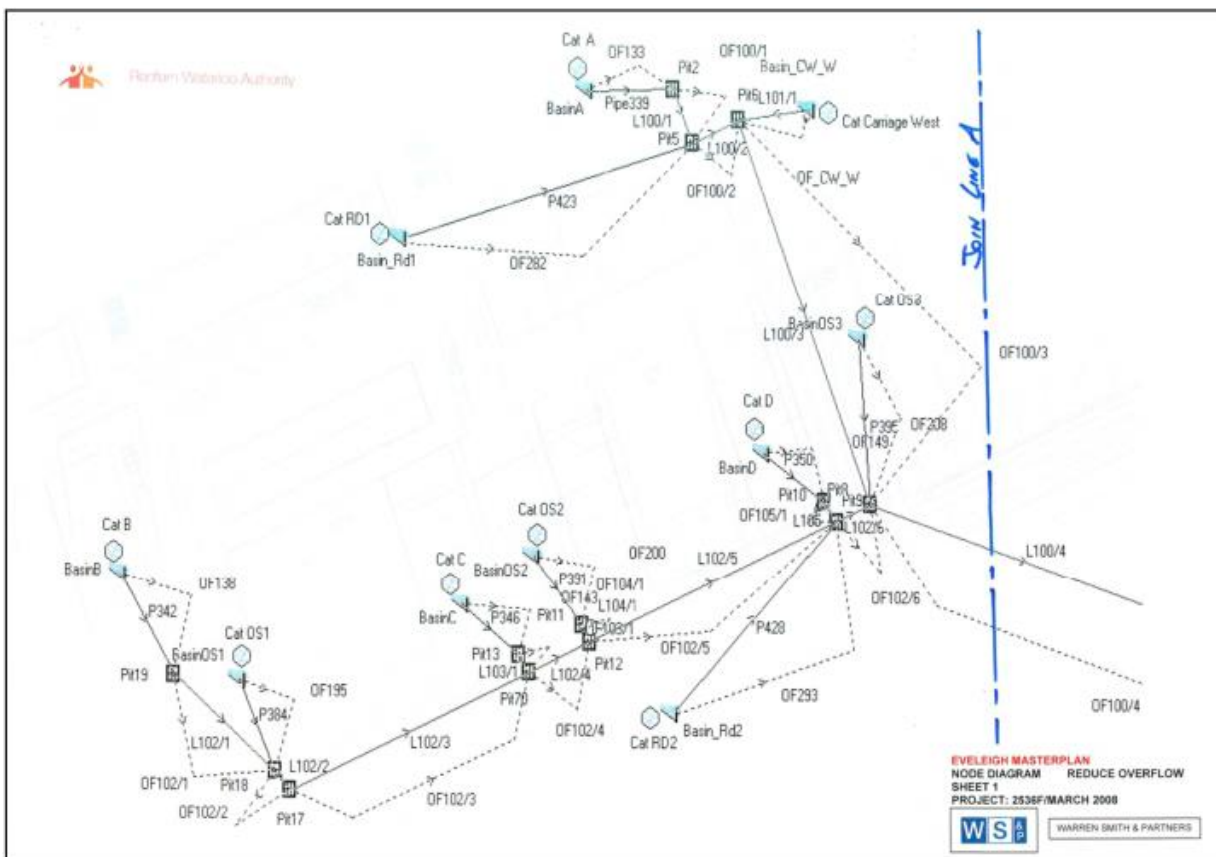 Cat A
OF133
OF100/1
Pit2
Basin_CW_W
BasinA
Pipe339
Pit6
L101/1
Cat Carriage West
L100/1
Pit5
L100/2
OF100/2
OF_CW_W
P423
Cat RD1
Basin_Rd1
OF282
JOIN LINE A
Cat OS3
BasinOS3
L100/3
OF100/3
Cat D
P395
OF208
OF149
P350
BasinD
Pit8
Pit10
Pit9
OF105/1
L102/6
Cat OS2
Cat B
OF200
L102/5
L100/4
BasinB
OF138
Cat C
BasinOS2
P391
OF104/1
OF143
L104/1
OF102/6
P342
BasinC
P346
Pit11
OF103/1
P428
Cat OS1
BasinOS1
Pit13
Pit12
OF102/5
Pit19
L103/1
L102/4
Pit70
OF195
OF293
P384
OF102/4
Cat RD2
Basin_Rd2
OF100/4
L102/1
L102/3
L102/2
OF102/1
Pit18
OF102/3
OF102/2
Pit17
EVELEIGH MASTERPLAN
NODE DIAGRAM REDUCE OVERFLOW
SHEET 1
PROJECT: 2536F/MARCH 2008
WS&P
WARREN SMITH & PARTNERS